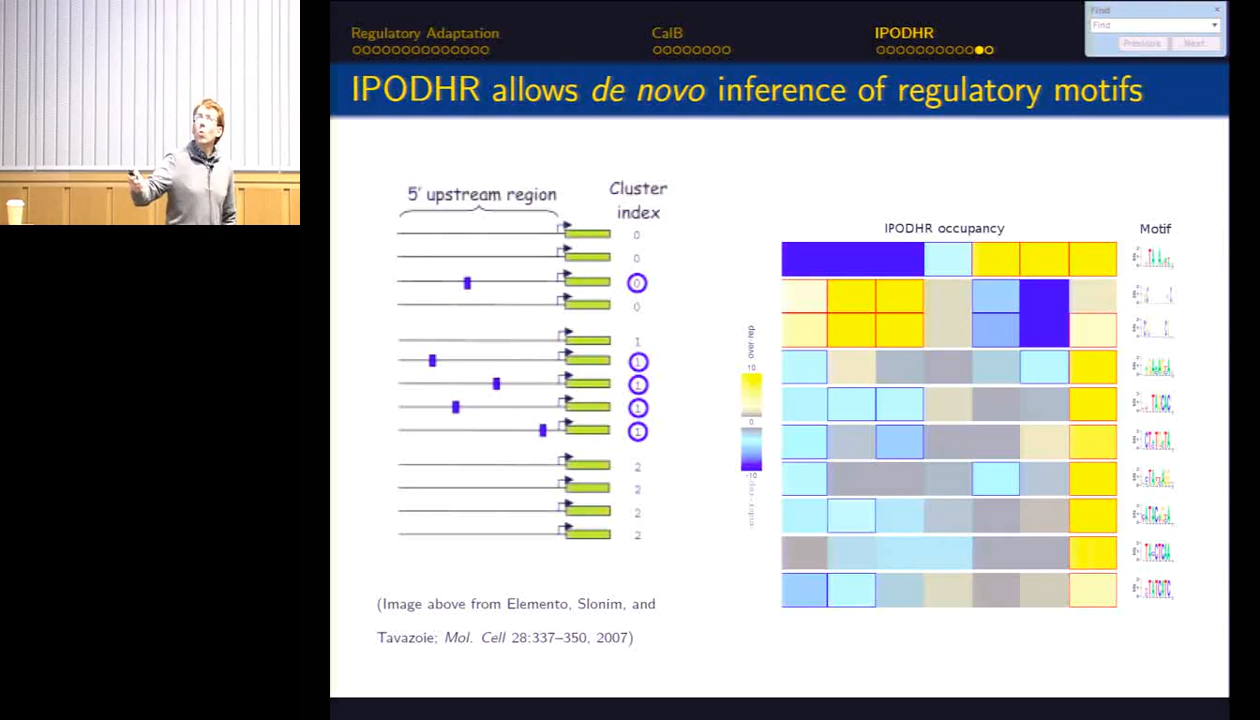 Regulatory Adaptation
CalB
IPODHR
Find
Find
Previous
Next
IPODHR allows de novo inference of regulatory motifs
5' upstream region
Cluster index
0
0
0
0
1
1
1
1
1
2
2
2
2
(Image above from Elemento, Slonim, and
Tavazoie; Mol. Cell 28:337–350, 2007)
IPODHR occupancy
Motif
over-rep
10
0
-10